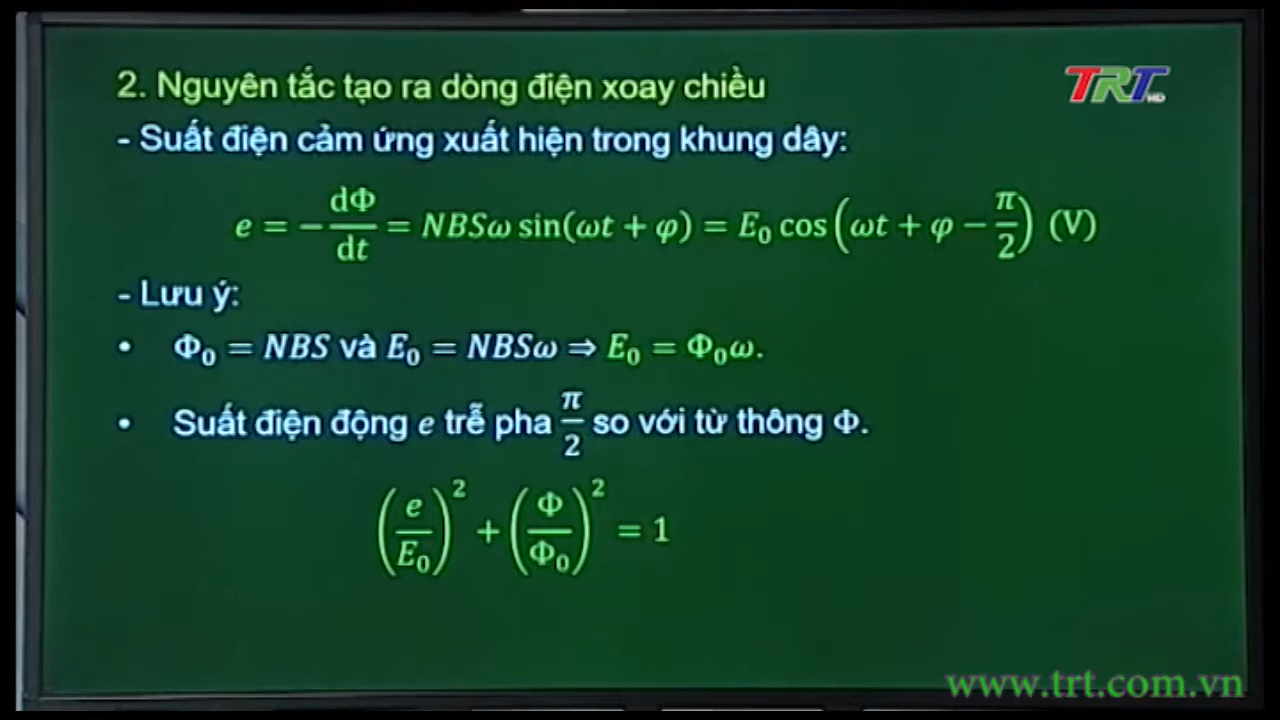 2. Nguyên tắc tạo ra dòng điện xoay chiều
TRT HD
- Suất điện cảm ứng xuất hiện trong khung dây:
e = −dΦ/dt = NBSω sin(ωt + φ) = E₀ cos(ωt + φ − π/2) (V)
- Lưu ý:
• Φ₀ = NBS và E₀ = NBSω ⇒ E₀ = Φ₀ω.
• Suất điện động e trễ pha π/2 so với từ thông Φ.
(e/E₀)² + (Φ/Φ₀)² = 1
www.trt.com.vn